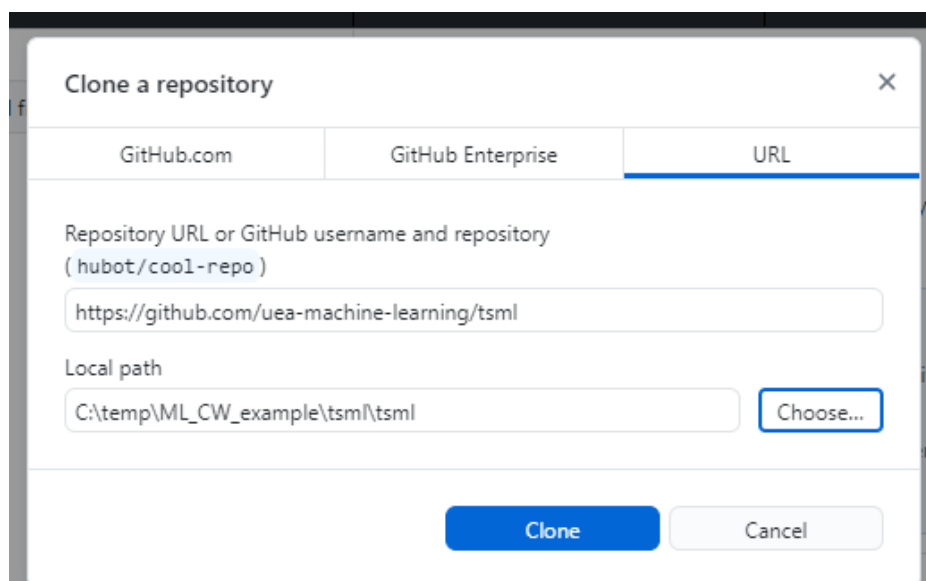 Clone a repository
GitHub.com GitHub Enterprise URL
Repository URL or GitHub username and repository
(hubot/cool-repo)
https://github.com/uea-machine-learning/tsml
Local path
C:\temp\ML_CW_example\tsml\tsml Choose...
Clone Cancel